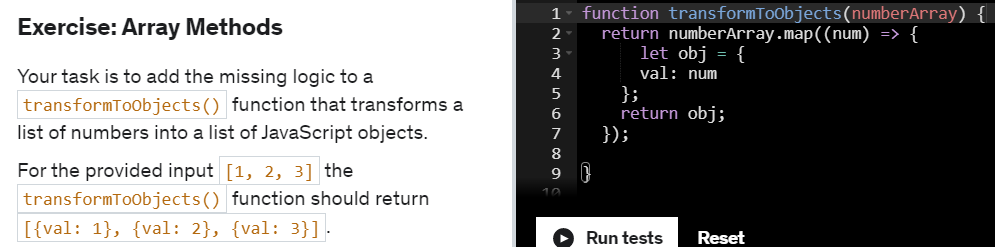 Exercise: Array Methods
Your task is to add the missing logic to a
transformToObjects() function that transforms a
list of numbers into a list of JavaScript objects.
For the provided input [1, 2, 3] the
transformToObjects() function should return
[{val: 1}, {val: 2}, {val: 3}].
1 function transformToObjects(numberArray) {
2 return numberArray.map((num) => {
3 let obj = {
4 val: num
5 };
6 return obj;
7 });
8
9 }
10
Run tests Reset